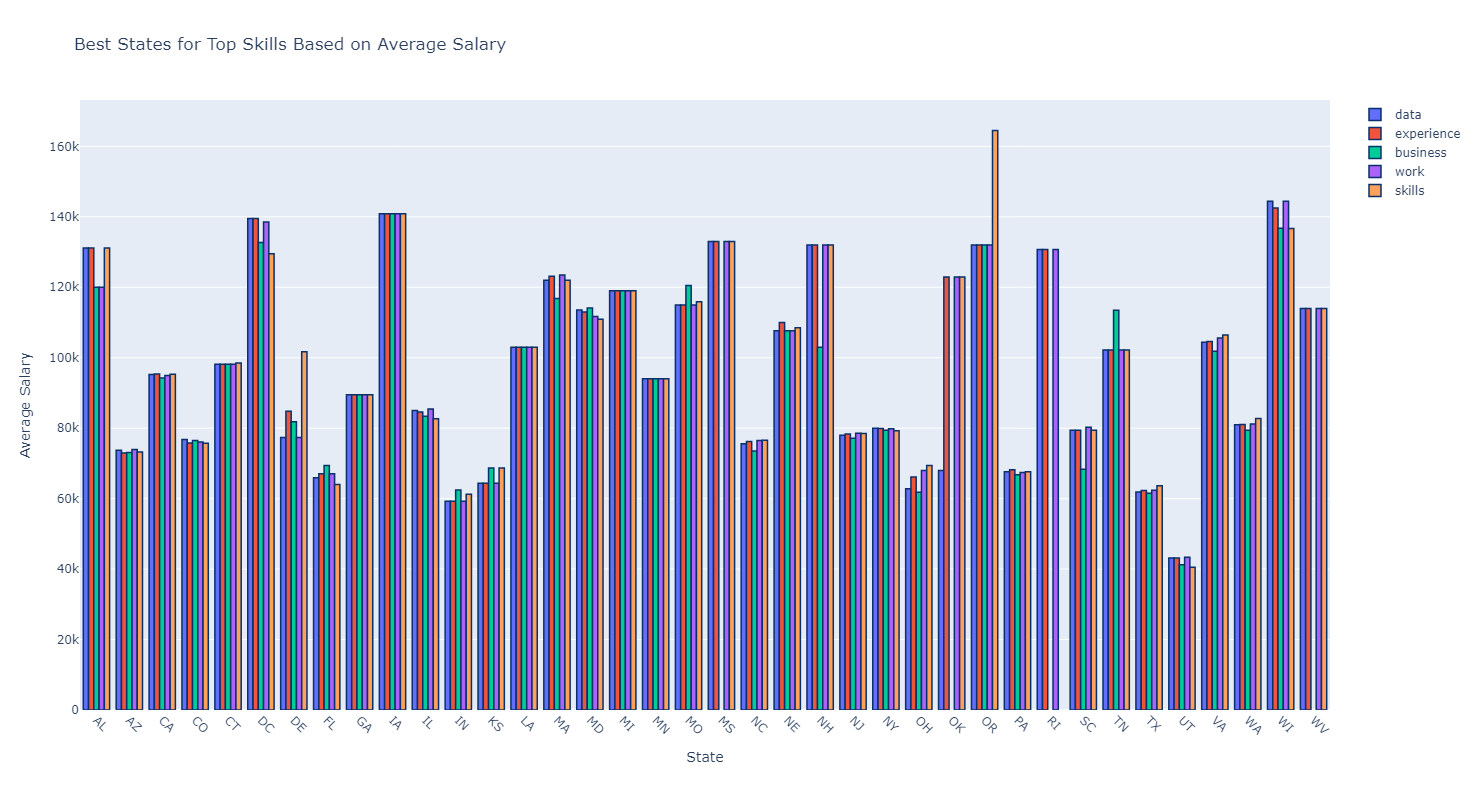 Best States for Top Skills Based on Average Salary
data
experience
business
work
skills
160k
140k
120k
100k
80k
60k
40k
20k
0
Average Salary
AL AZ CA CO CT DC DE FL GA IA IL IN KS LA MA MD MI MN MO MS NC NE NH NJ NY OH OK OR PA RI SC TN TX UT VA WA WI WV
State